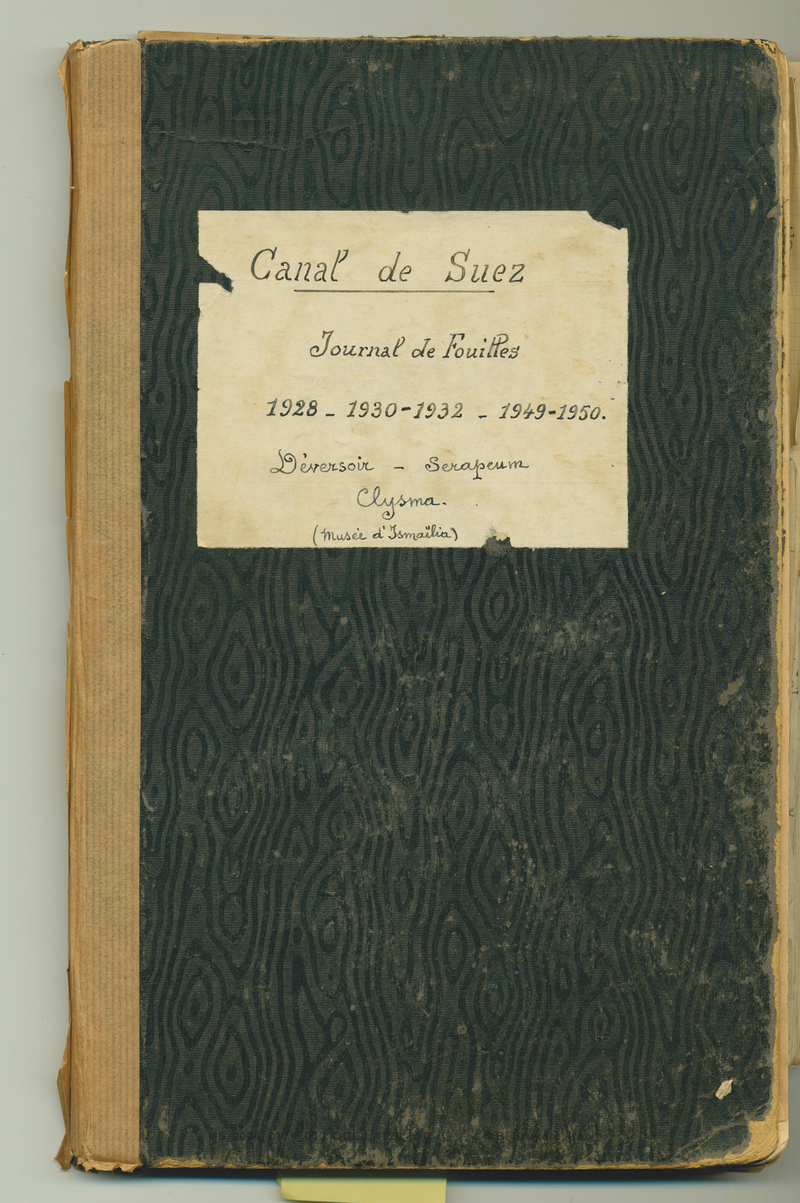 Canal de Suez
Journal de Fouilles
1928 - 1930-1932 - 1949-1950.
Déversoir - Serapeum
Clysma.
(Musée d'Ismaïlia)